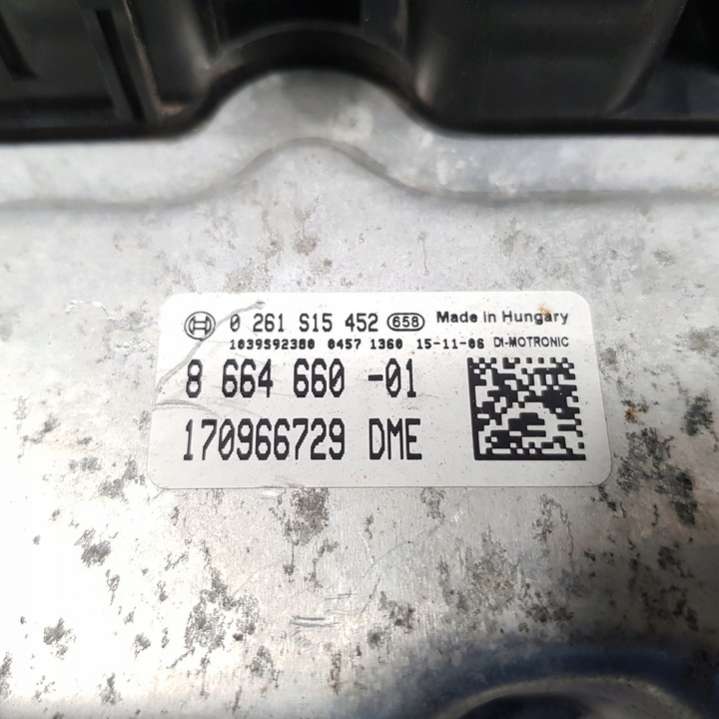 0 261 S15 452 658 Made in Hungary
1039S92380 0457 1360 15-11-06 DI-MOTRONIC
8 664 660 -01
170966729 DME